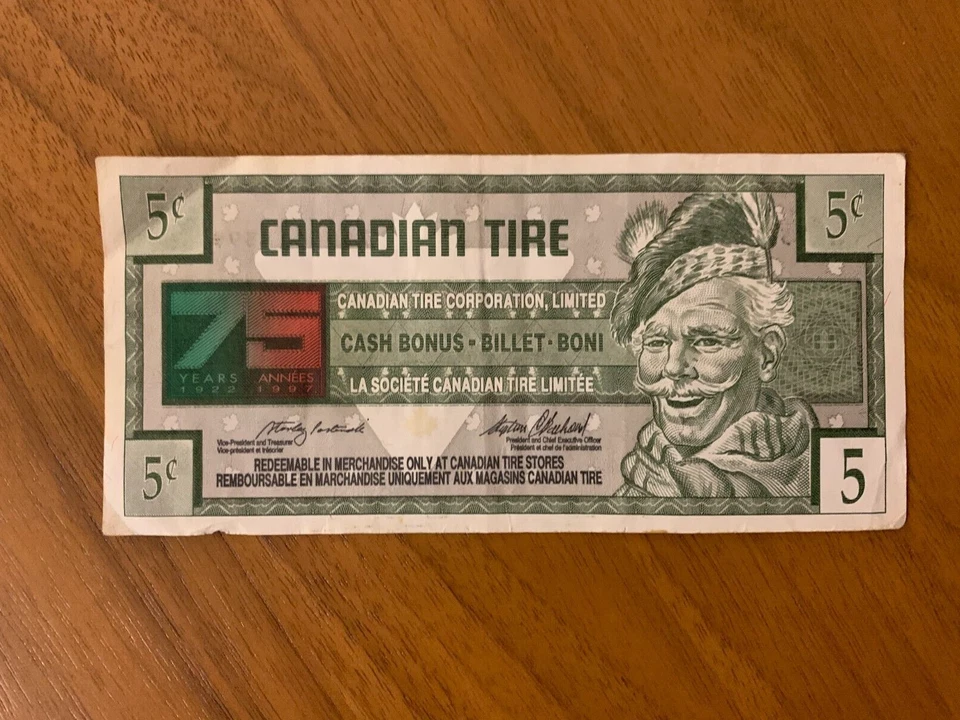 5¢
5¢
CANADIAN TIRE
75
YEARS ANNÉES
1922 1997
CANADIAN TIRE CORPORATION, LIMITED
CASH BONUS - BILLET - BONI
LA SOCIÉTÉ CANADIAN TIRE LIMITÉE
Vice-President and Treasurer
Vice-président et trésorier
President and Chief Executive Officer
Président et chef de l'administration
REDEEMABLE IN MERCHANDISE ONLY AT CANADIAN TIRE STORES
REMBOURSABLE EN MARCHANDISE UNIQUEMENT AUX MAGASINS CANADIAN TIRE
5¢
5